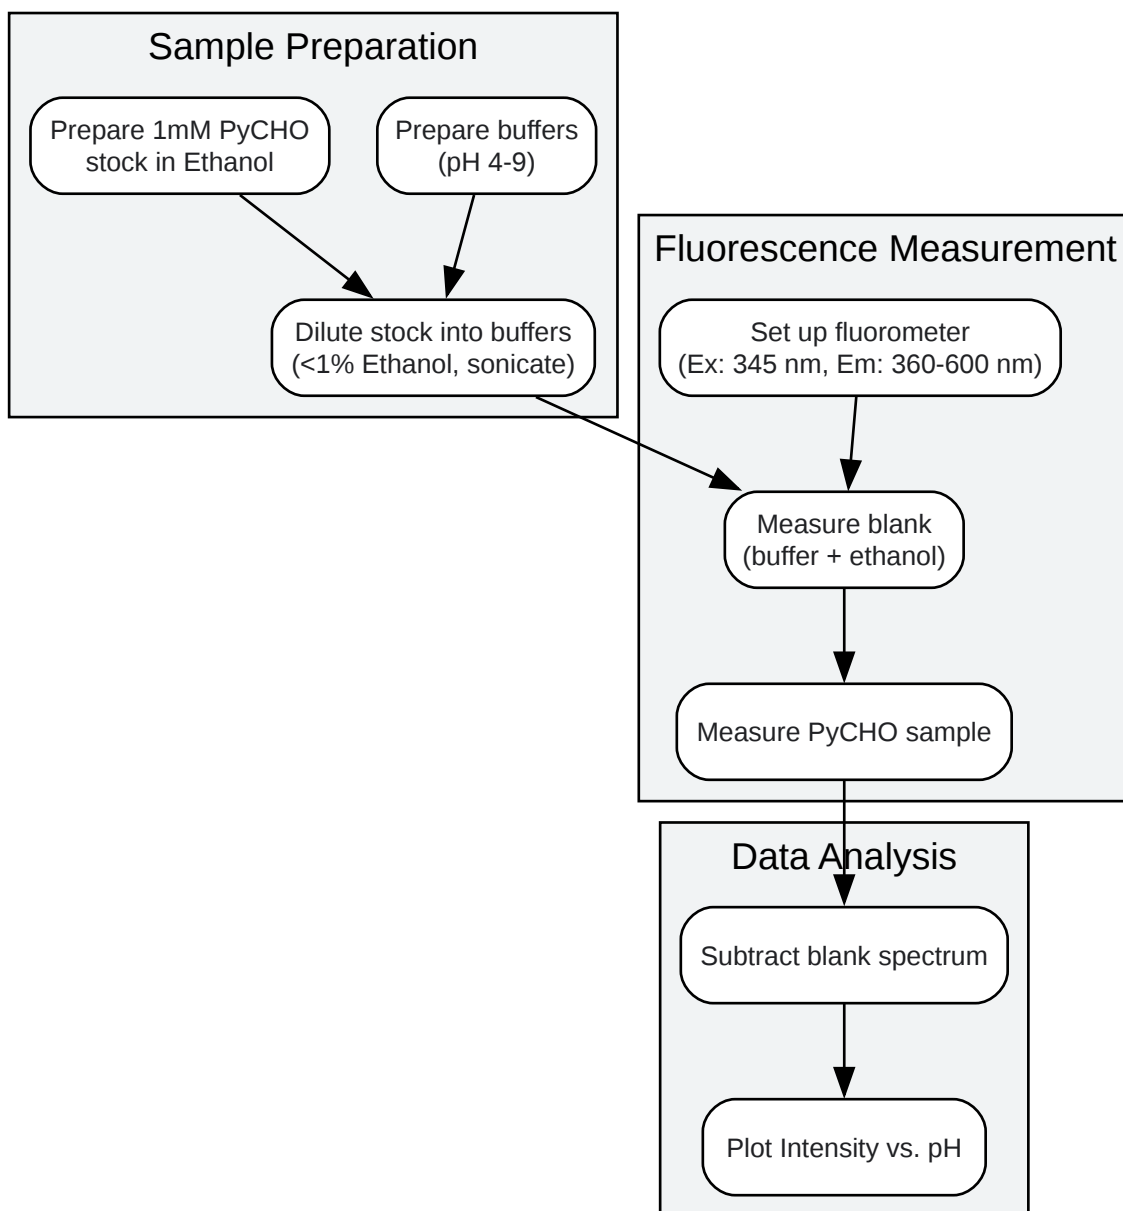 Sample Preparation
Prepare 1mM PyCHO
stock in Ethanol
Prepare buffers
(pH 4-9)
Dilute stock into buffers
(<1% Ethanol, sonicate)
Fluorescence Measurement
Set up fluorometer
(Ex: 345 nm, Em: 360-600 nm)
Measure blank
(buffer + ethanol)
Measure PyCHO sample
Data Analysis
Subtract blank spectrum
Plot Intensity vs. pH